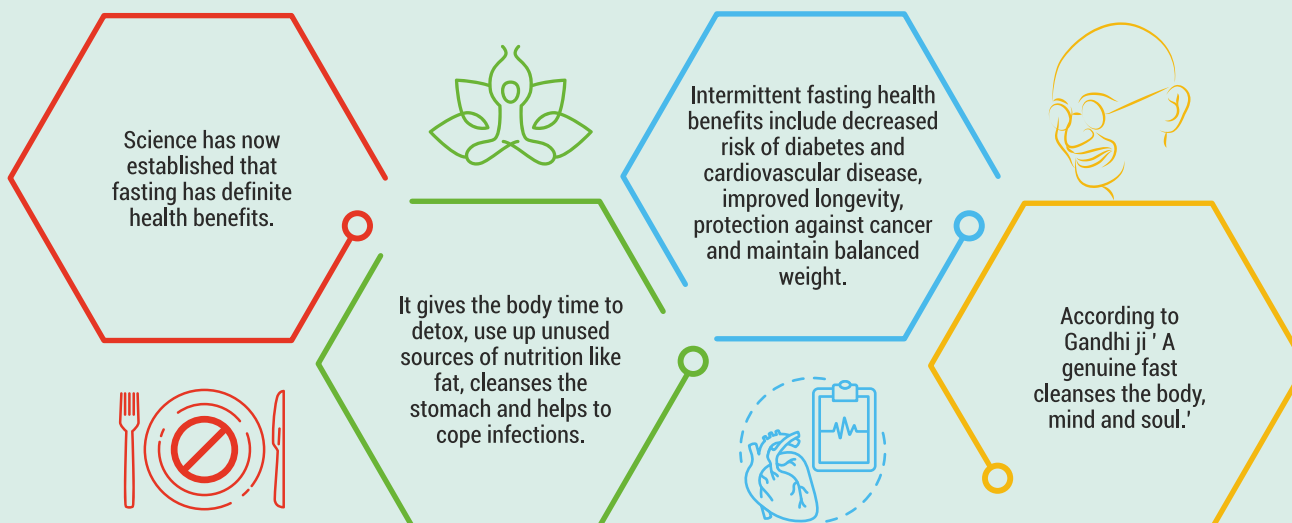 Science has now
established that
fasting has definite
health benefits.
It gives the body time to
detox, use up unused
sources of nutrition like
fat, cleanses the
stomach and helps to
cope infections.
Intermittent fasting health
benefits include decreased
risk of diabetes and
cardiovascular disease,
improved longevity,
protection against cancer
and maintain balanced
weight.
According to
Gandhi ji ' A
genuine fast
cleanses the body,
mind and soul.'